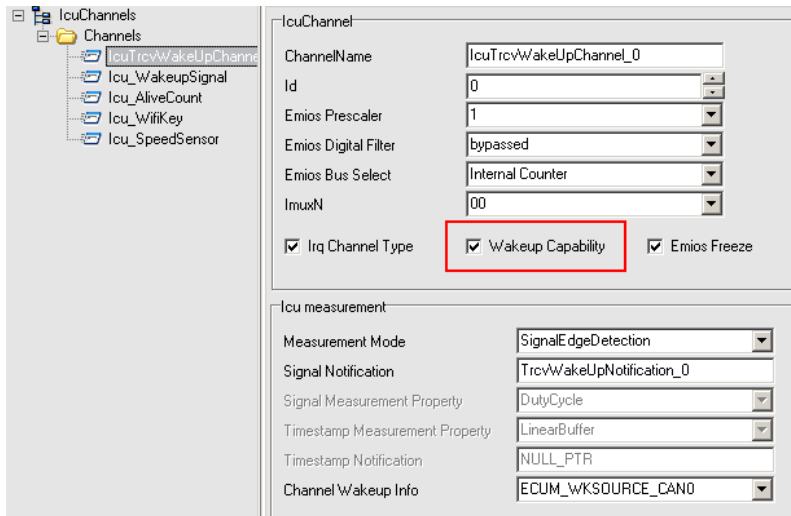 IcuChannels
Channels
IcuTrcvWakeUpChanne
Icu_WakeupSignal
Icu_AliveCount
Icu_WifiKey
Icu_SpeedSensor
IcuChannel
ChannelName IcuTrcvWakeUpChannel_0
Id 0
Emios Prescaler 1
Emios Digital Filter bypassed
Emios Bus Select Internal Counter
ImuxN 00
Irq Channel Type Wakeup Capability Emios Freeze
Icu measurement
Measurement Mode SignalEdgeDetection
Signal Notification TrcvWakeUpNotification_0
Signal Measurement Property DutyCycle
Timestamp Measurement Property LinearBuffer
Timestamp Notification NULL_PTR
Channel Wakeup Info ECUM_WKSOURCE_CAN0